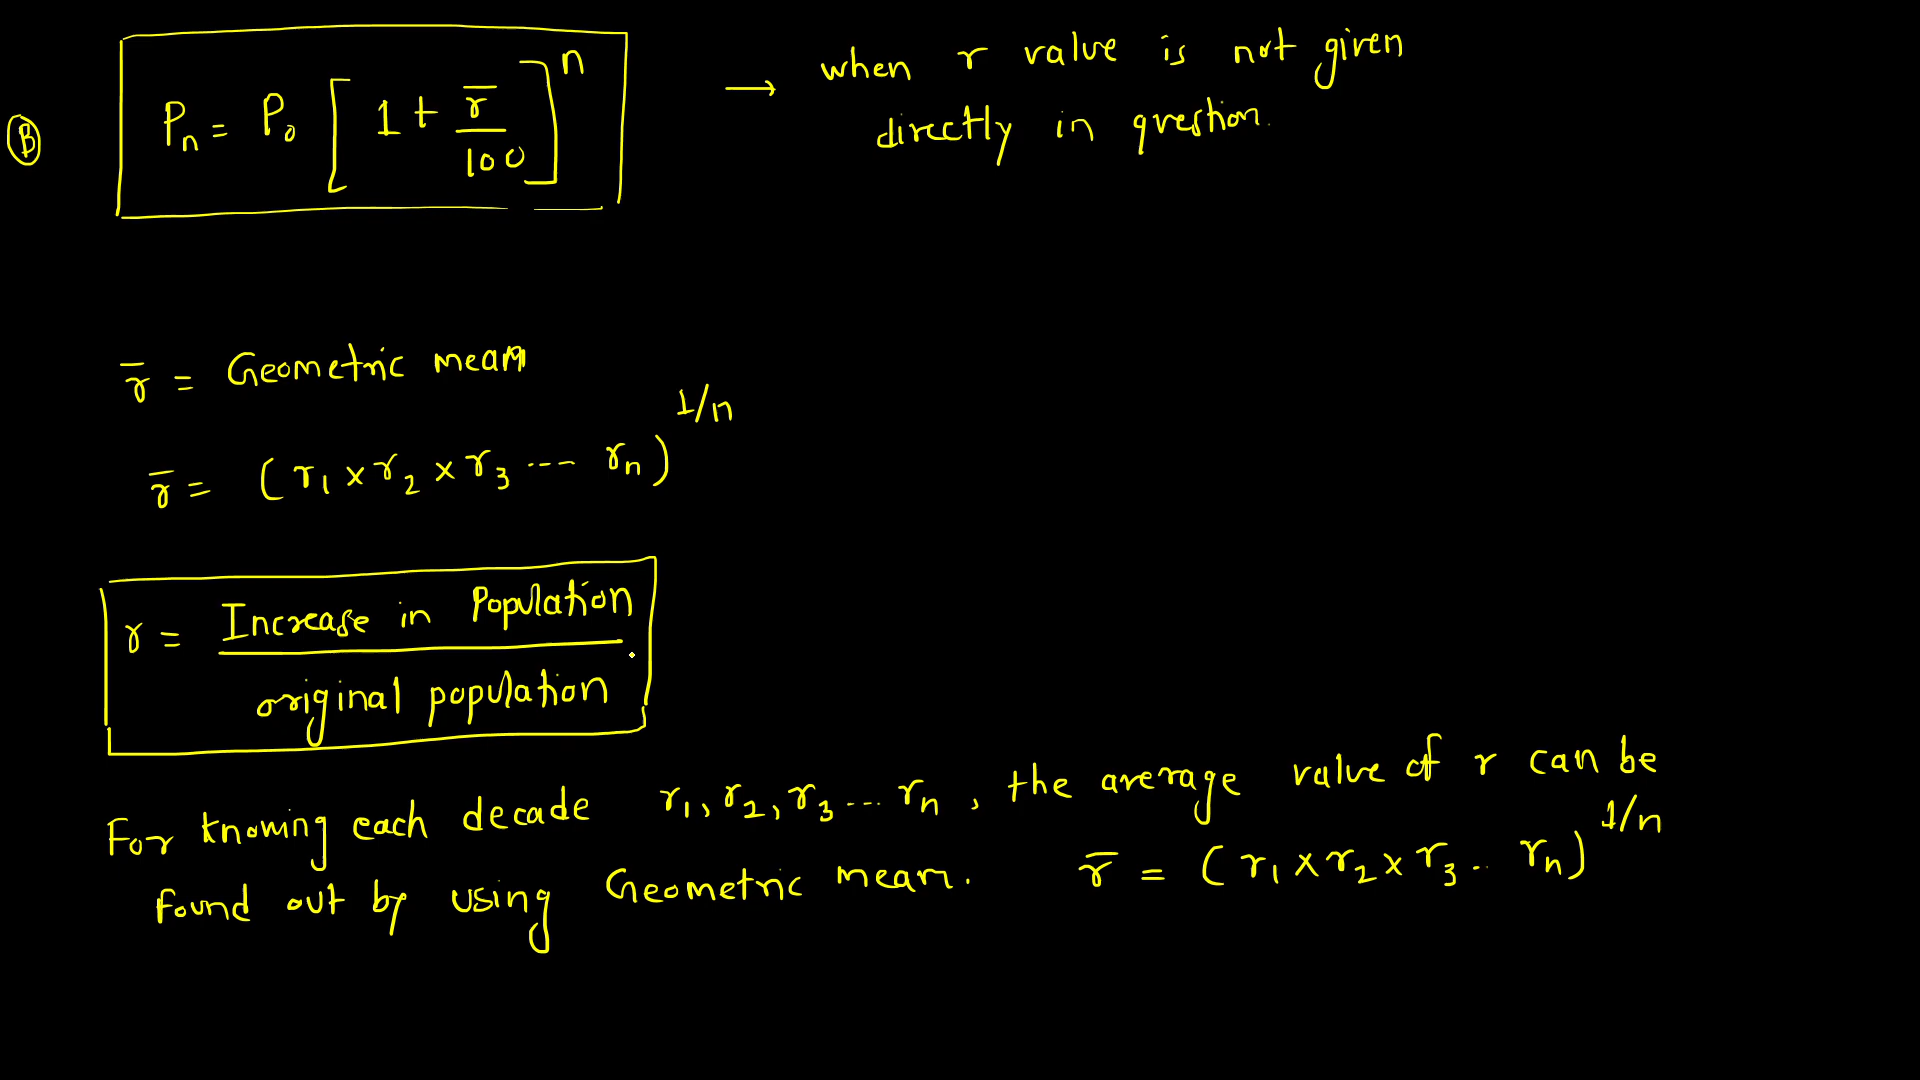 Ⓑ Pₙ = P₀ [1 + r̅/100]ⁿ → when r value is not given
directly in question.
r̅ = Geometric mean
r̅ = (r₁ × r₂ × r₃ ---- rₙ)^1/n
r = Increase in Population / original population
For knowing each decade r₁, r₂, r₃ ... rₙ, the average value of r can be
found out by using Geometric mean. r̅ = (r₁ × r₂ × r₃ .. rₙ)^1/n